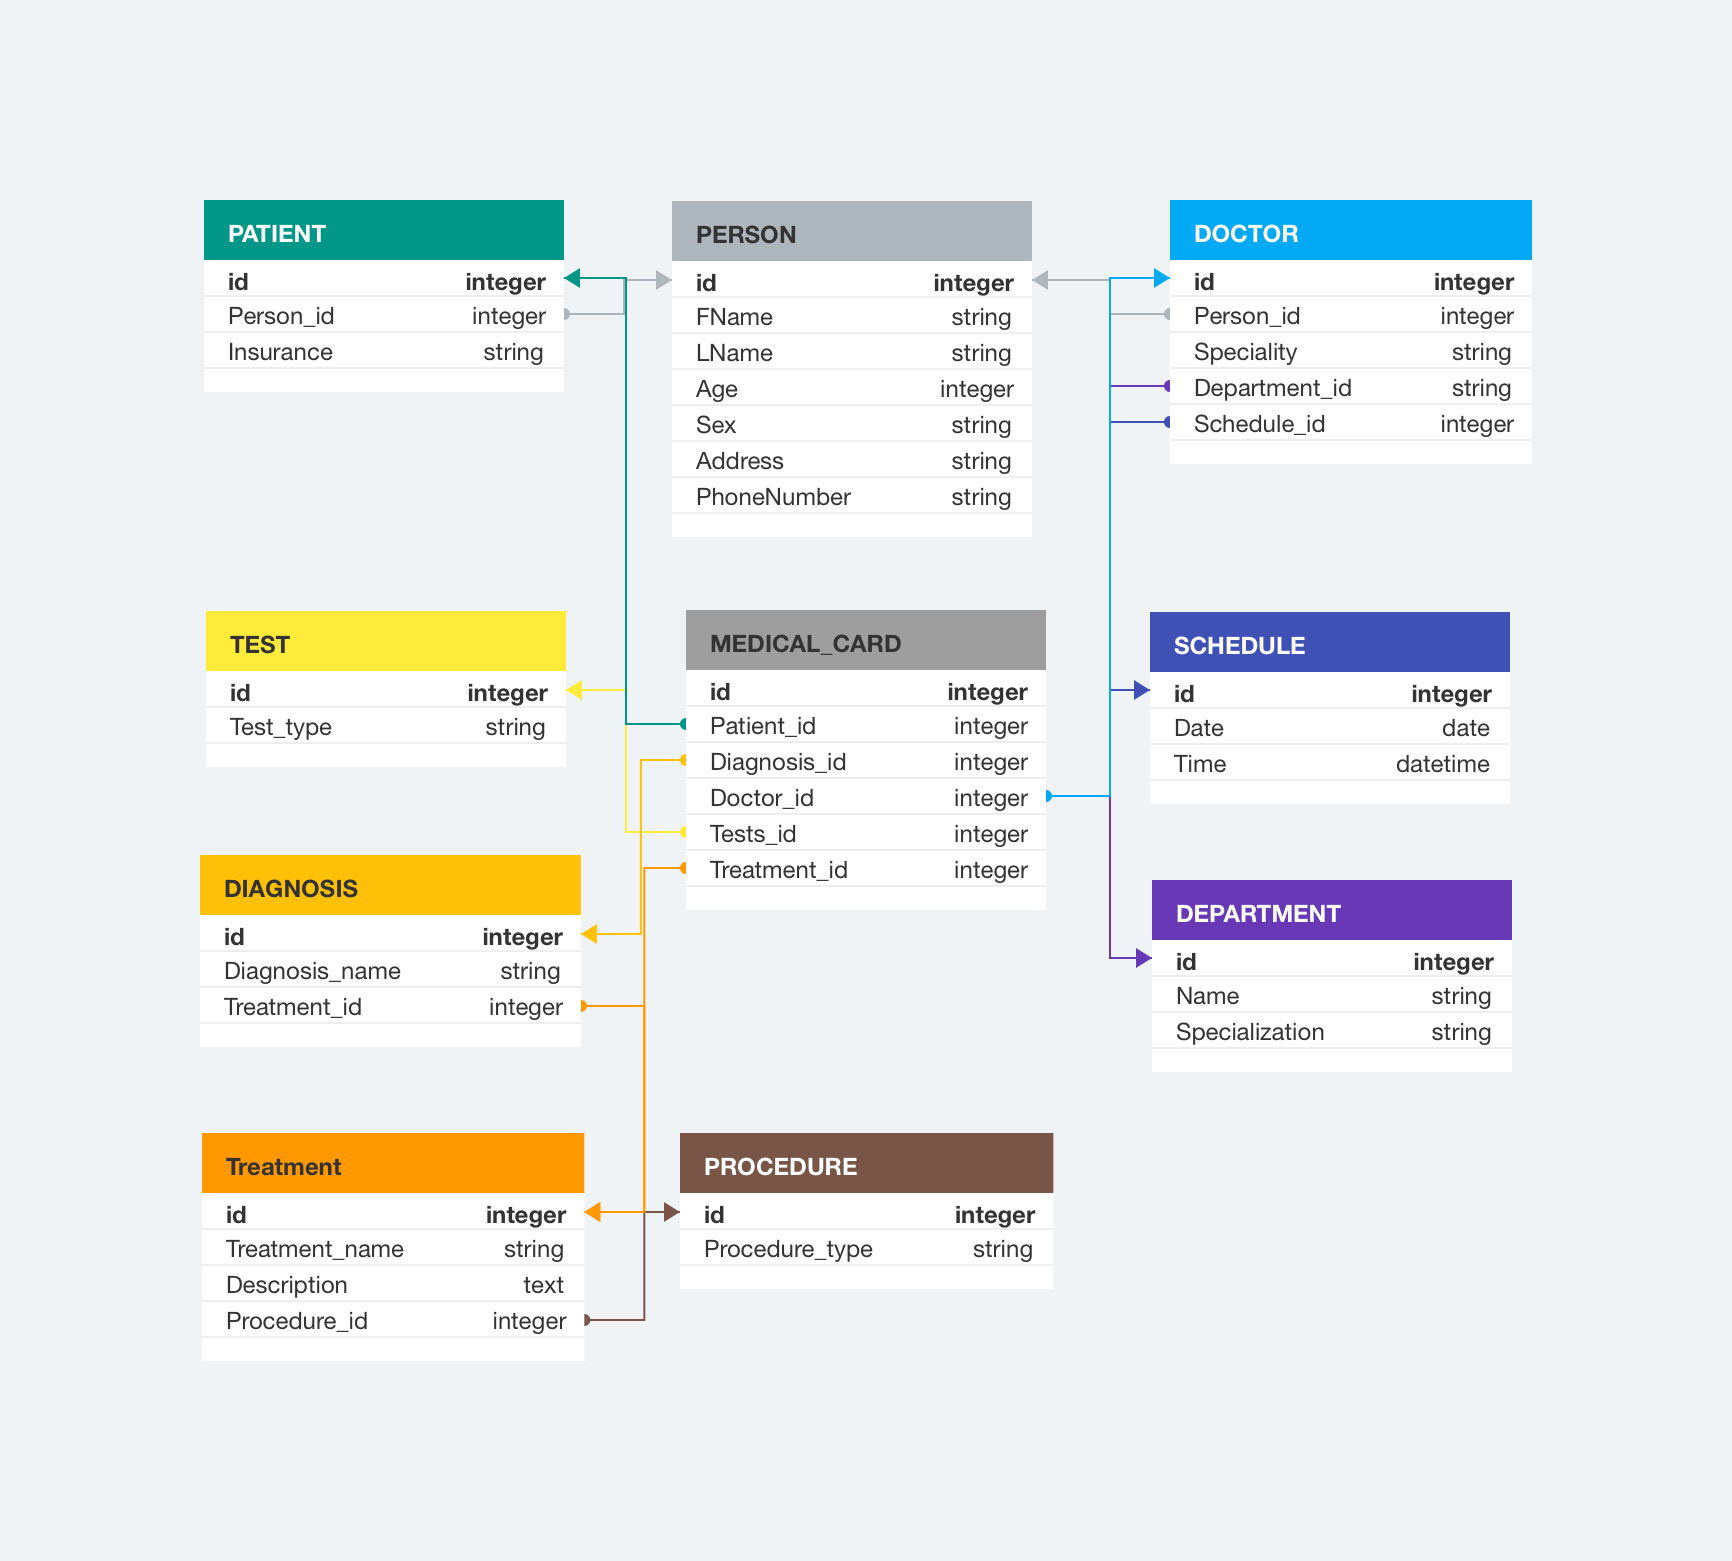 PATIENT
id integer
Person_id integer
Insurance string
PERSON
id integer
FName string
LName string
Age integer
Sex string
Address string
PhoneNumber string
DOCTOR
id integer
Person_id integer
Speciality string
Department_id string
Schedule_id integer
TEST
id integer
Test_type string
MEDICAL_CARD
id integer
Patient_id integer
Diagnosis_id integer
Doctor_id integer
Tests_id integer
Treatment_id integer
SCHEDULE
id integer
Date date
Time datetime
DIAGNOSIS
id integer
Diagnosis_name string
Treatment_id integer
DEPARTMENT
id integer
Name string
Specialization string
Treatment
id integer
Treatment_name string
Description text
Procedure_id integer
PROCEDURE
id integer
Procedure_type string